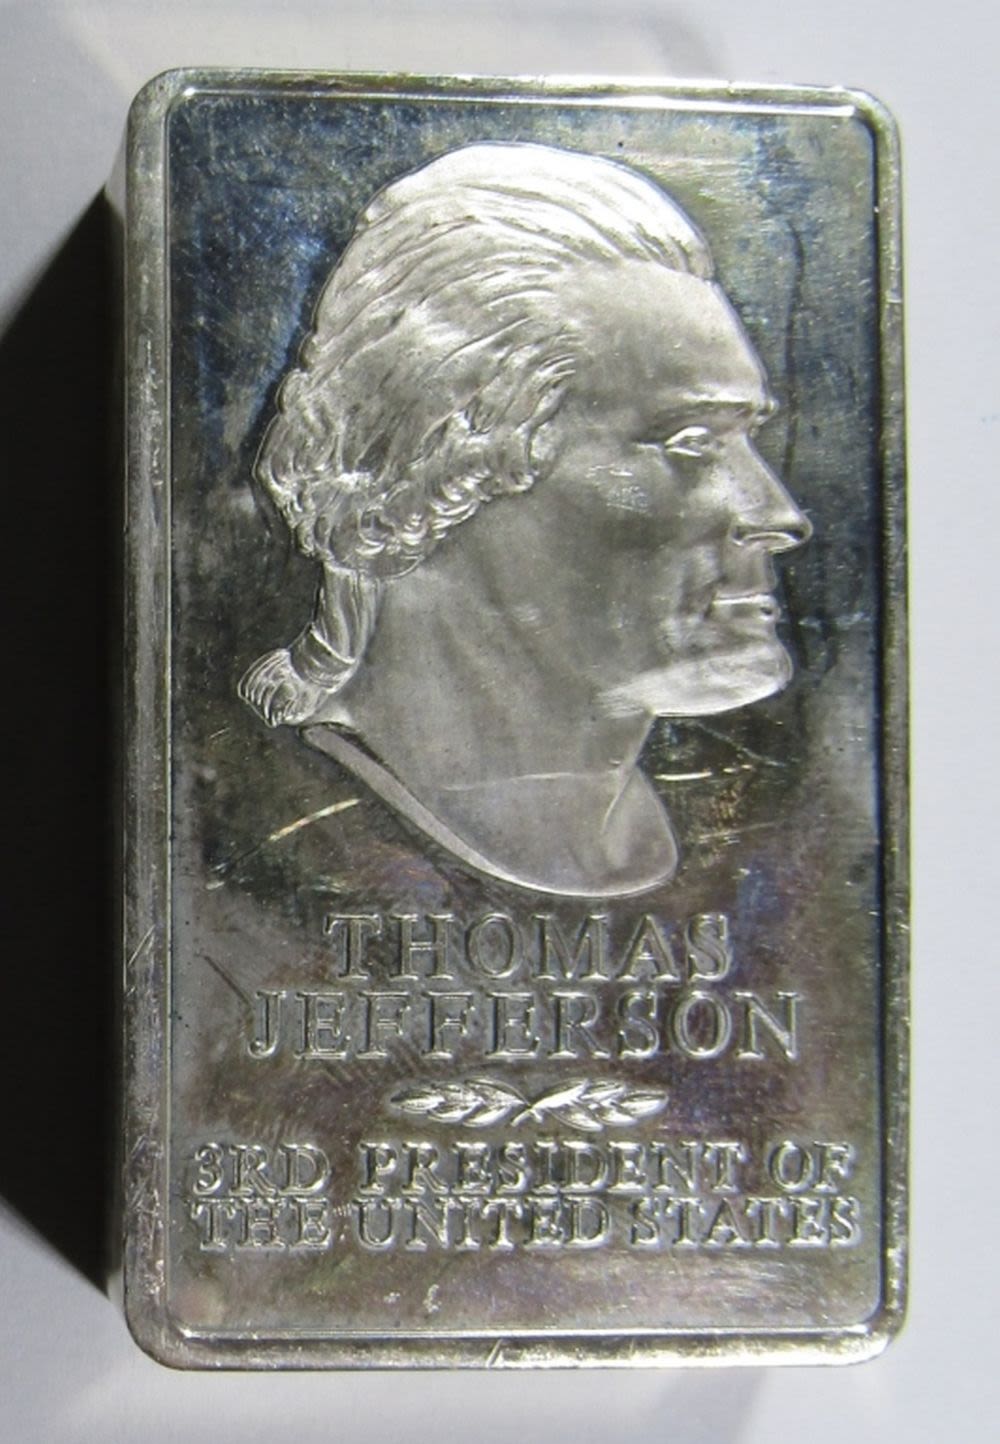 THOMAS
JEFFERSON
3RD PRESIDENT OF
THE UNITED STATES